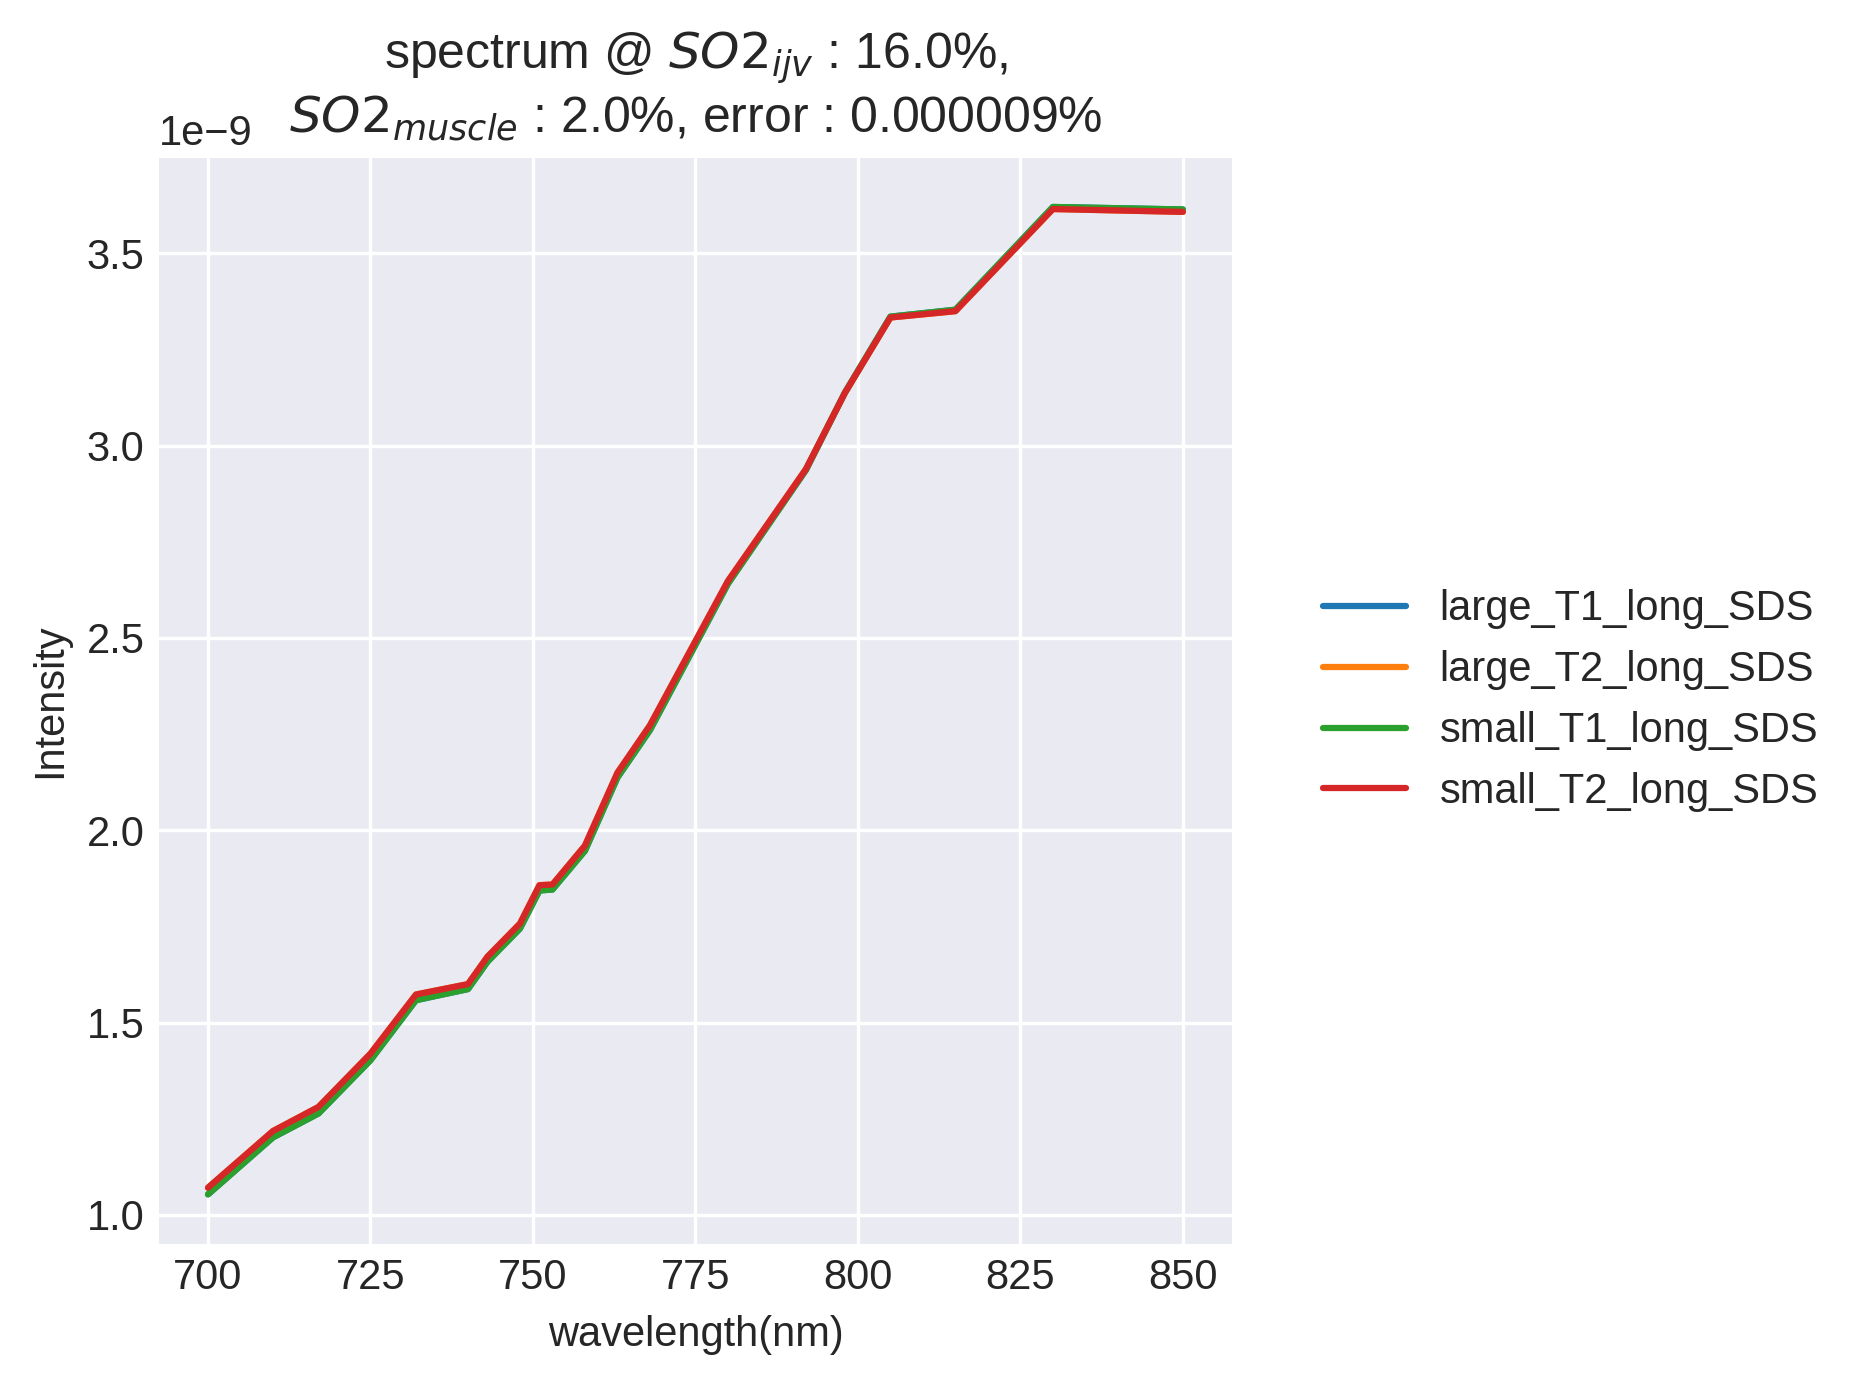 spectrum @ SO2ijv : 16.0%,
SO2muscle : 2.0%, error : 0.000009%
1e−9
3.5
3.0
2.5
2.0
1.5
1.0
Intensity
700 725 750 775 800 825 850
wavelength(nm)
large_T1_long_SDS
large_T2_long_SDS
small_T1_long_SDS
small_T2_long_SDS